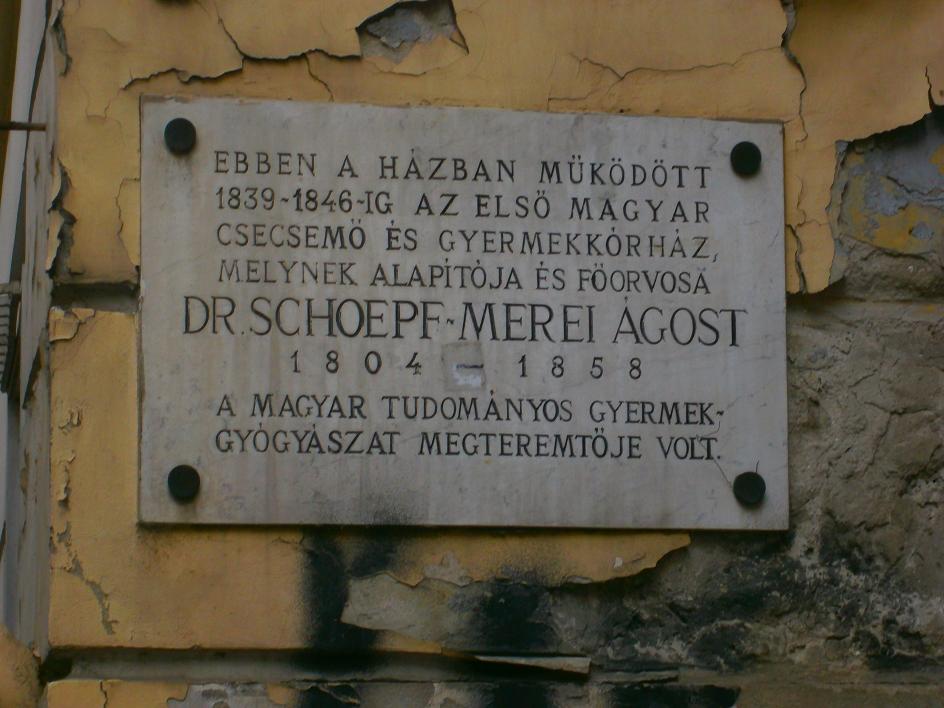 EBBEN A HÁZBAN MŰKÖDÖTT
1839-1846-IG AZ ELSŐ MAGYAR
CSECSEMŐ ÉS GYERMEKKÓRHÁZ,
MELYNEK ALAPÍTÓJA ÉS FŐORVOSA
DR. SCHOEPF-MEREI ÁGOST
1804 - 1858
A MAGYAR TUDOMÁNYOS GYERMEK-
GYÓGYÁSZAT MEGTEREMTŐJE VOLT.